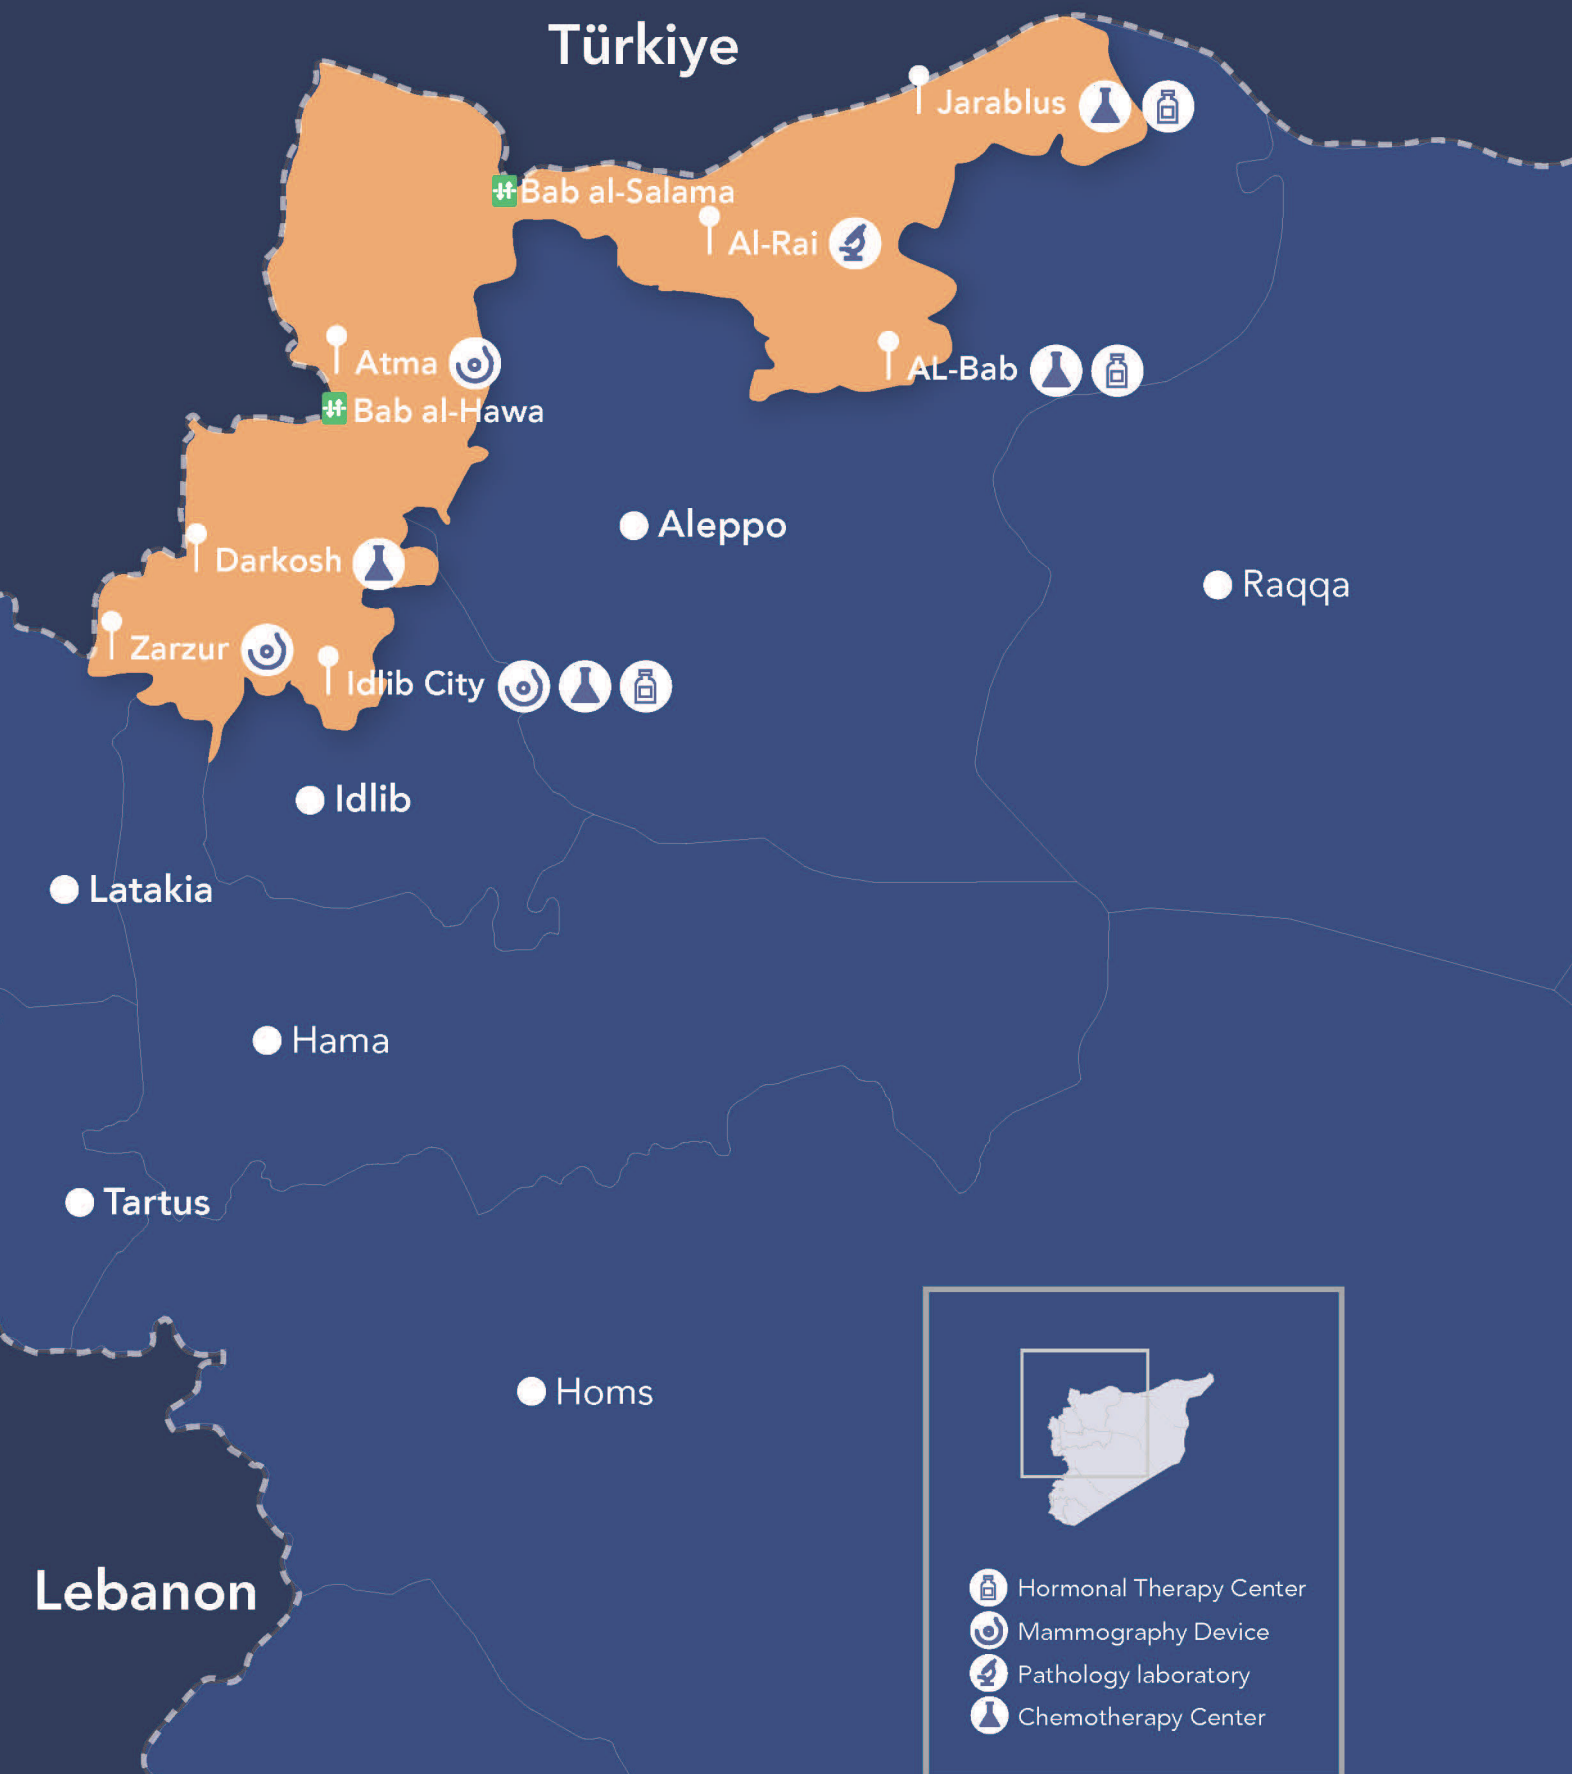 Türkiye
Jarablus
Bab al-Salama
Al-Rai
Atma
AL-Bab
Bab al-Hawa
Aleppo
Darkosh
Raqqa
Zarzur
Idlib City
Idlib
Latakia
Hama
Tartus
Homs
Lebanon
Hormonal Therapy Center
Mammography Device
Pathology laboratory
Chemotherapy Center